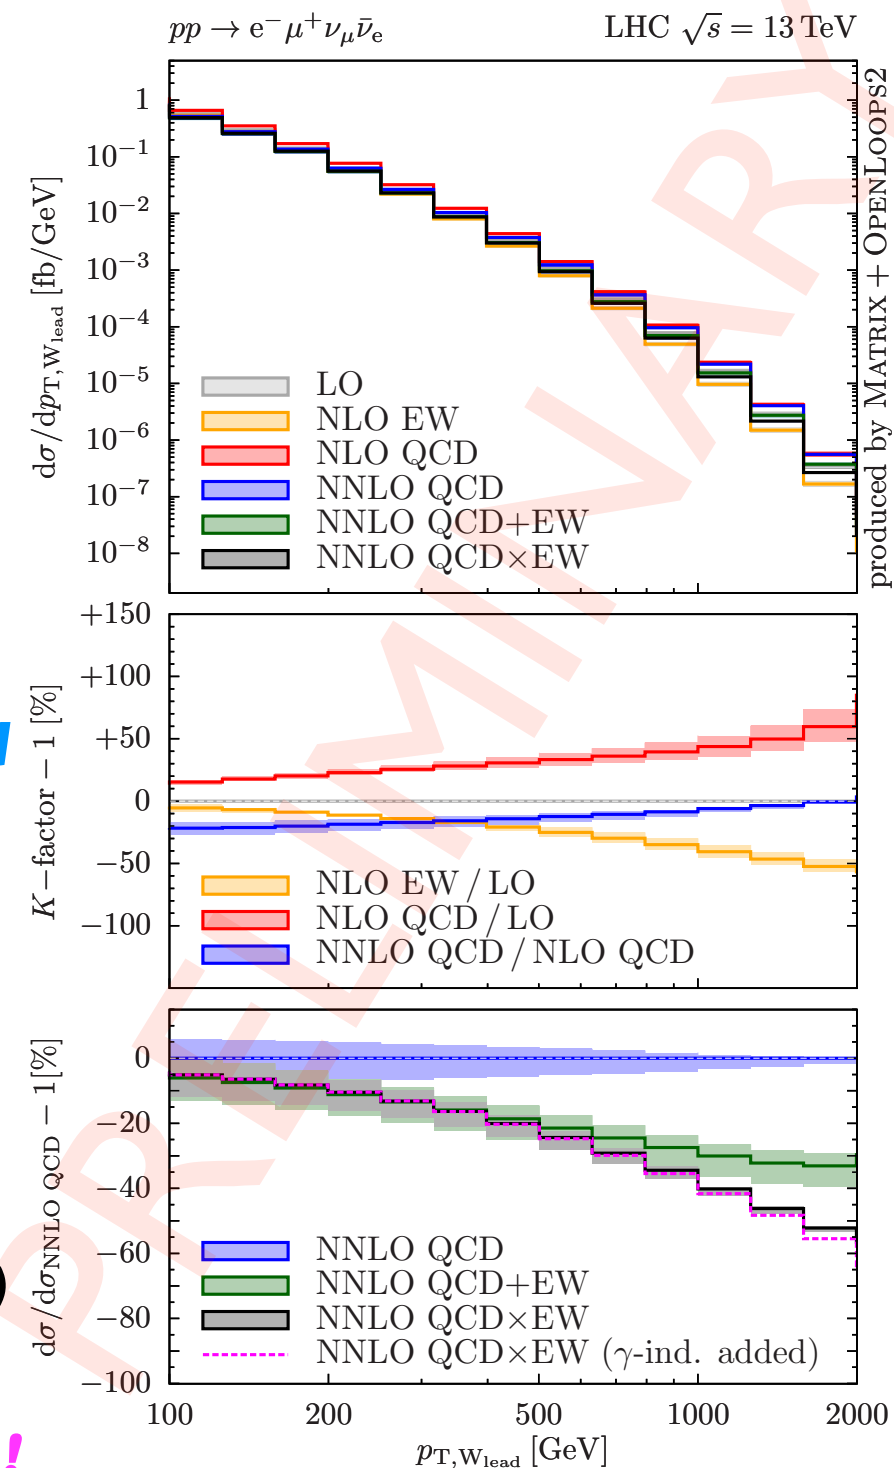 pp → e⁻μ⁺ν_μν̄_e
LHC √s = 13 TeV
dσ/dp_{T,W_lead} [fb/GeV]
1
10⁻¹
10⁻²
10⁻³
10⁻⁴
10⁻⁵
10⁻⁶
10⁻⁷
10⁻⁸
LO
NLO EW
NLO QCD
NNLO QCD
NNLO QCD+EW
NNLO QCD×EW
produced by MATRIX + OPENLOOPS2
K−factor − 1 [%]
+150
+100
+50
0
−50
−100
NLO EW / LO
NLO QCD / LO
NNLO QCD / NLO QCD
dσ/dσ_{NNLO QCD} − 1[%]
0
−20
−40
−60
−80
−100
NNLO QCD
NNLO QCD+EW
NNLO QCD×EW
NNLO QCD×EW (γ-ind. added)
100 200 500 1000 2000
p_{T,W_lead} [GeV]
PRELIMINARY
!